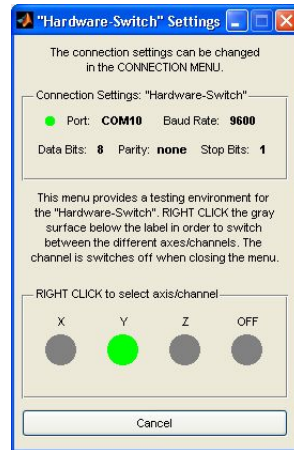 "Hardware-Switch" Settings
The connection settings can be changed
in the CONNECTION MENU.
Connection Settings: "Hardware-Switch"
Port: COM10 Baud Rate: 9600
Data Bits: 8 Parity: none Stop Bits: 1
This menu provides a testing environment for
the "Hardware-Switch". RIGHT CLICK the gray
surface below the label in order to switch
between the different axes/channels. The
channel is switches off when closing the menu.
RIGHT CLICK to select axis/channel
X Y Z OFF
Cancel